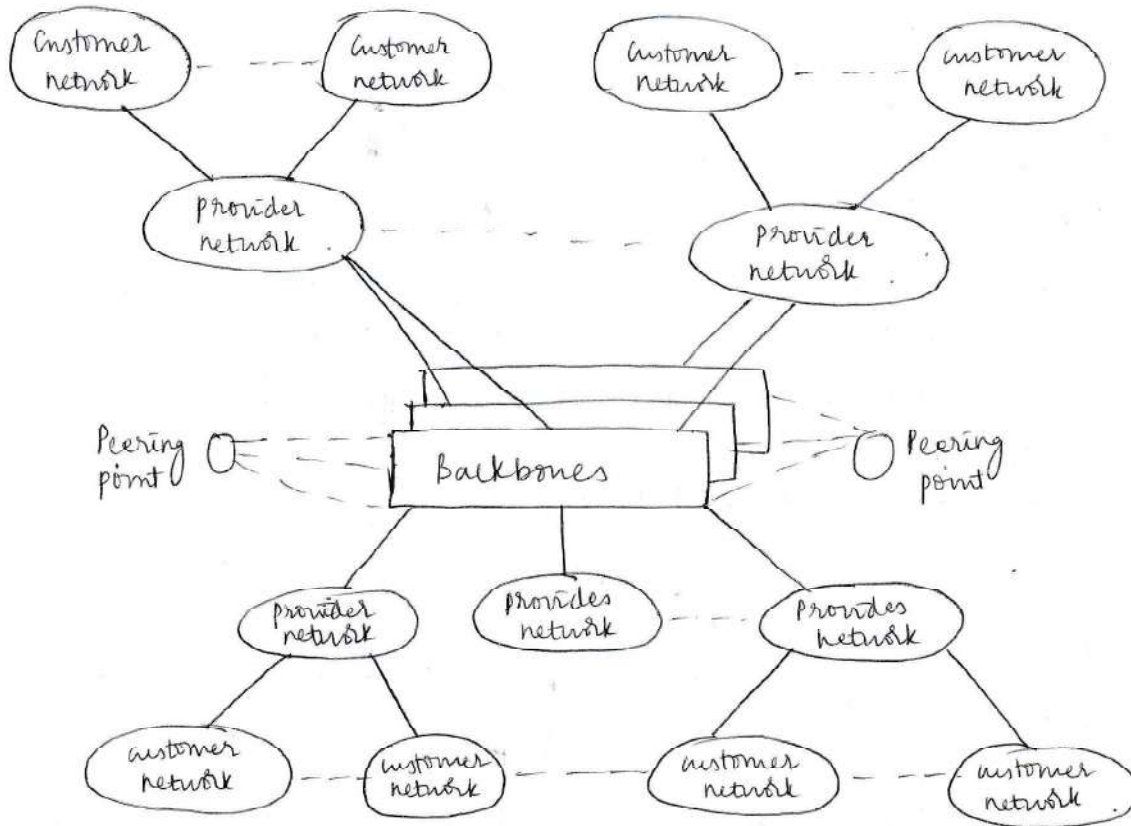 Customer
network
Customer
network
customer
network
customer
network
provider
network
provider
network
Peering
point
Backbones
Peering
point
provider
network
provides
network
Provides
network
customer
network
customer
network
customer
network
customer
network